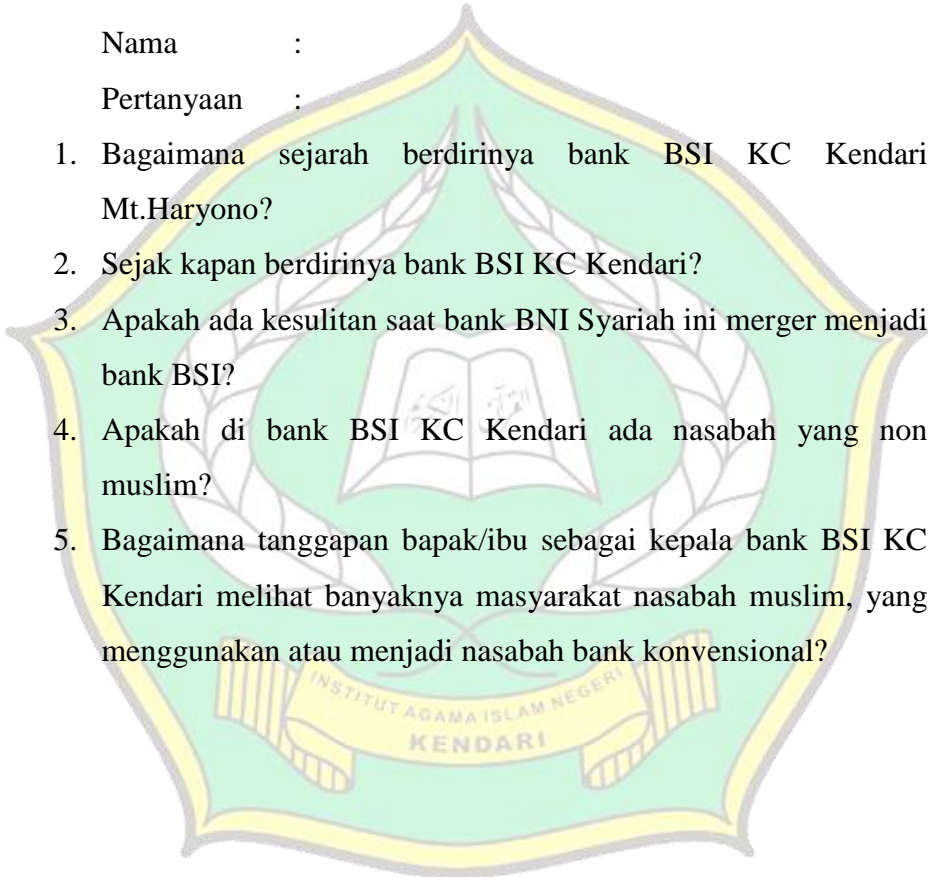 Nama :
Pertanyaan :
1. Bagaimana sejarah berdirinya bank BSI KC Kendari
Mt.Haryono?
2. Sejak kapan berdirinya bank BSI KC Kendari?
3. Apakah ada kesulitan saat bank BNI Syariah ini merger menjadi
bank BSI?
4. Apakah di bank BSI KC Kendari ada nasabah yang non
muslim?
5. Bagaimana tanggapan bapak/ibu sebagai kepala bank BSI KC
Kendari melihat banyaknya masyarakat nasabah muslim, yang
menggunakan atau menjadi nasabah bank konvensional?
INSTITUT AGAMA ISLAM NEGERI
KENDARI